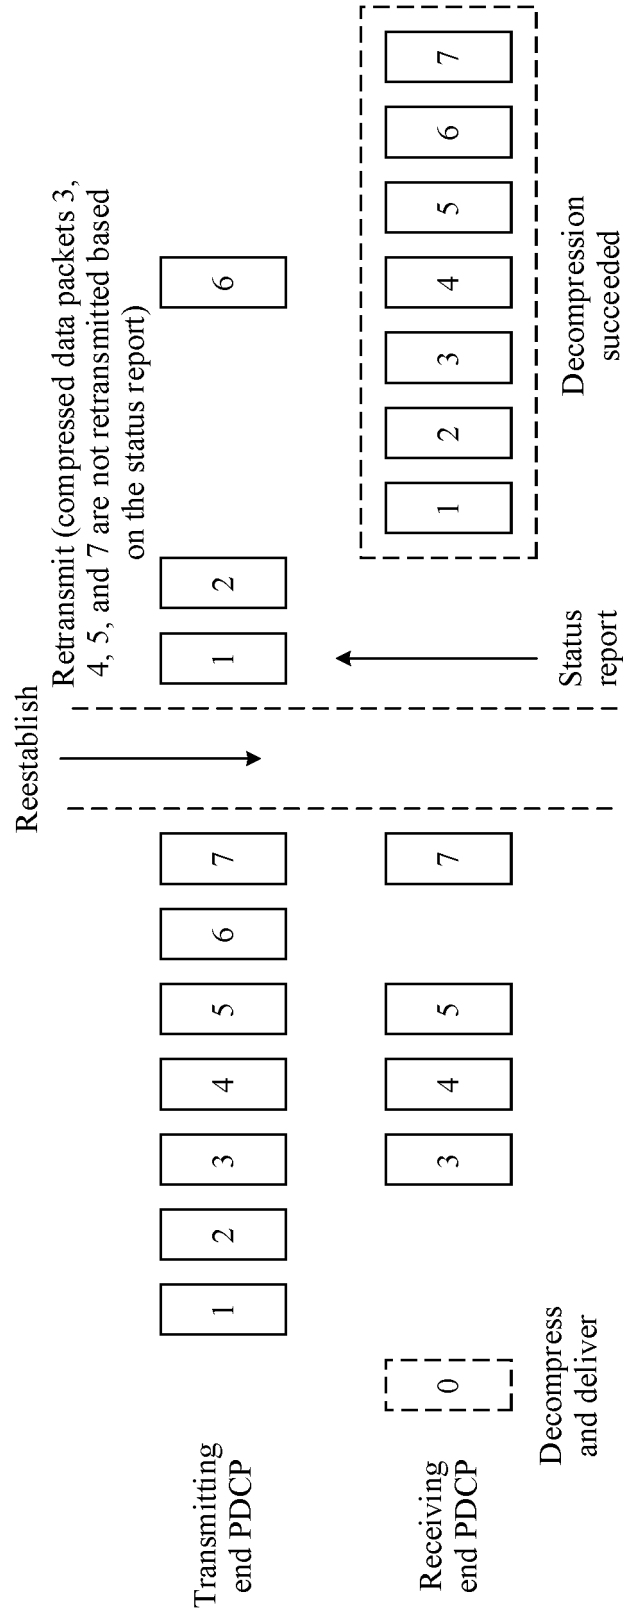 Reestablish
Retransmit (compressed data packets 3,
4, 5, and 7 are not retransmitted based
on the status report)
Transmitting
end PDCP
1
2
3
4
5
6
7
1
2
6
Receiving
end PDCP
0
3
4
5
7
1
2
3
4
5
6
7
Decompress
and deliver
Status
report
Decompression
succeeded